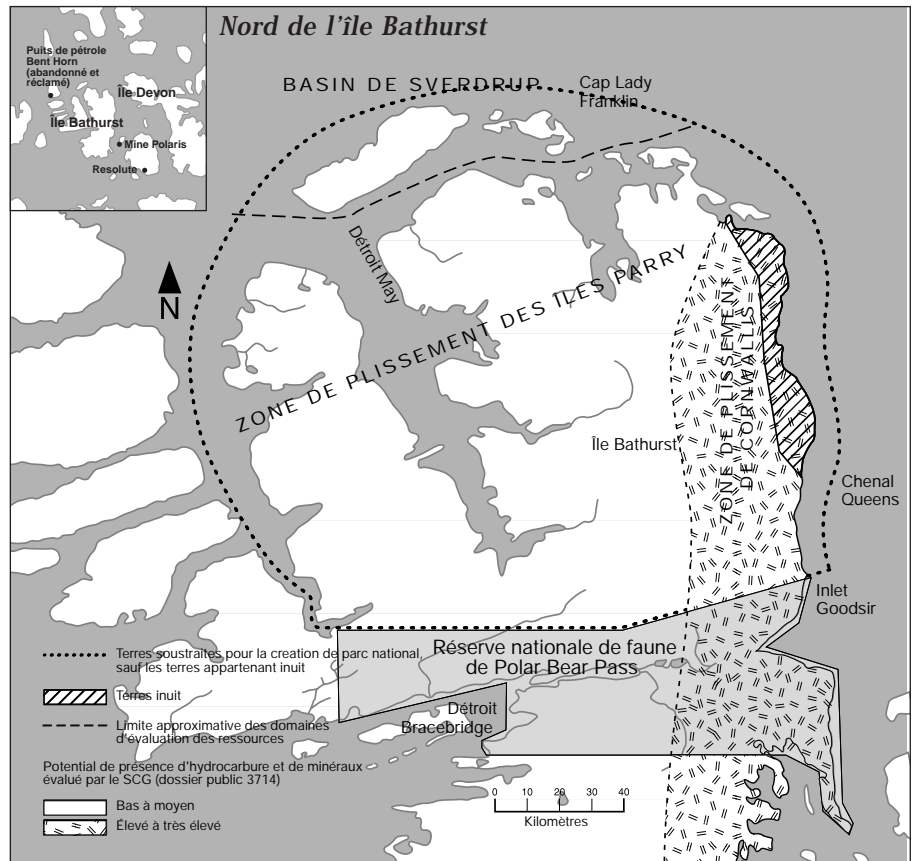 Nord de l'île Bathurst
Puits de pétrole
Bent Horn
(abandonné et
réclamé)
Île Devon
Île Bathurst
Mine Polaris
Resolute
BASIN DE SVERDRUP
Cap Lady
Franklin
Détroit May
N
ZONE DE PLISSEMENT DES ÎLES PARRY
ZONE DE PLISSEMENT
DE CORNWALLIS
Île Bathurst
Chenal
Queens
Inlet
Goodsir
Réserve nationale de faune
de Polar Bear Pass
Détroit
Bracebridge
Terres soustraites pour la creation de parc national,
sauf les terres appartenant inuit
Terres inuit
Limite approximative des domaines
d'évaluation des ressources
Potential de présence d'hydrocarbure et de minéraux
évalué par le SCG (dossier public 3714)
Bas à moyen
Élevé à très élevé
0 10 20 30 40
Kilomètres